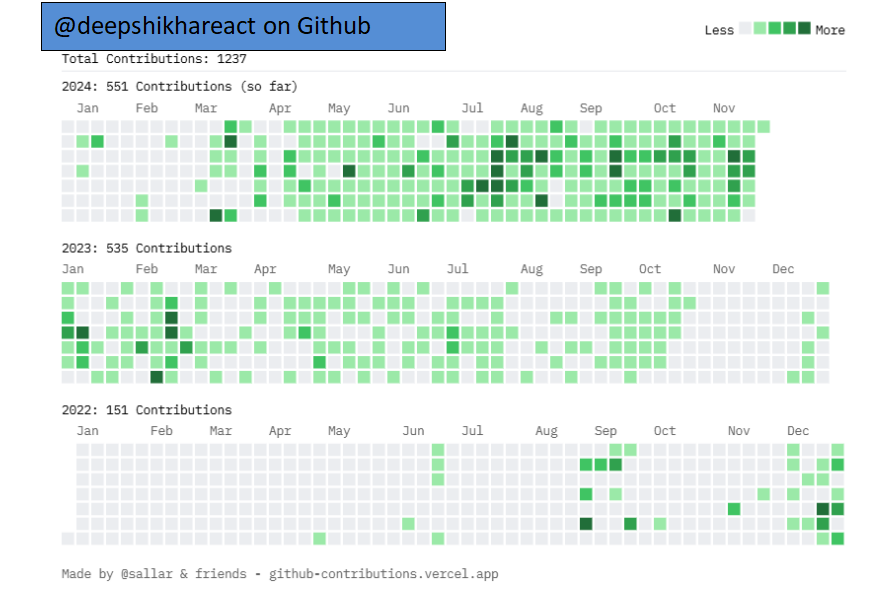 @deepshikhareact on Github
Less More
Total Contributions: 1237
2024: 551 Contributions (so far)
Jan Feb Mar Apr May Jun Jul Aug Sep Oct Nov
2023: 535 Contributions
Jan Feb Mar Apr May Jun Jul Aug Sep Oct Nov Dec
2022: 151 Contributions
Jan Feb Mar Apr May Jun Jul Aug Sep Oct Nov Dec
Made by @sallar & friends - github-contributions.vercel.app